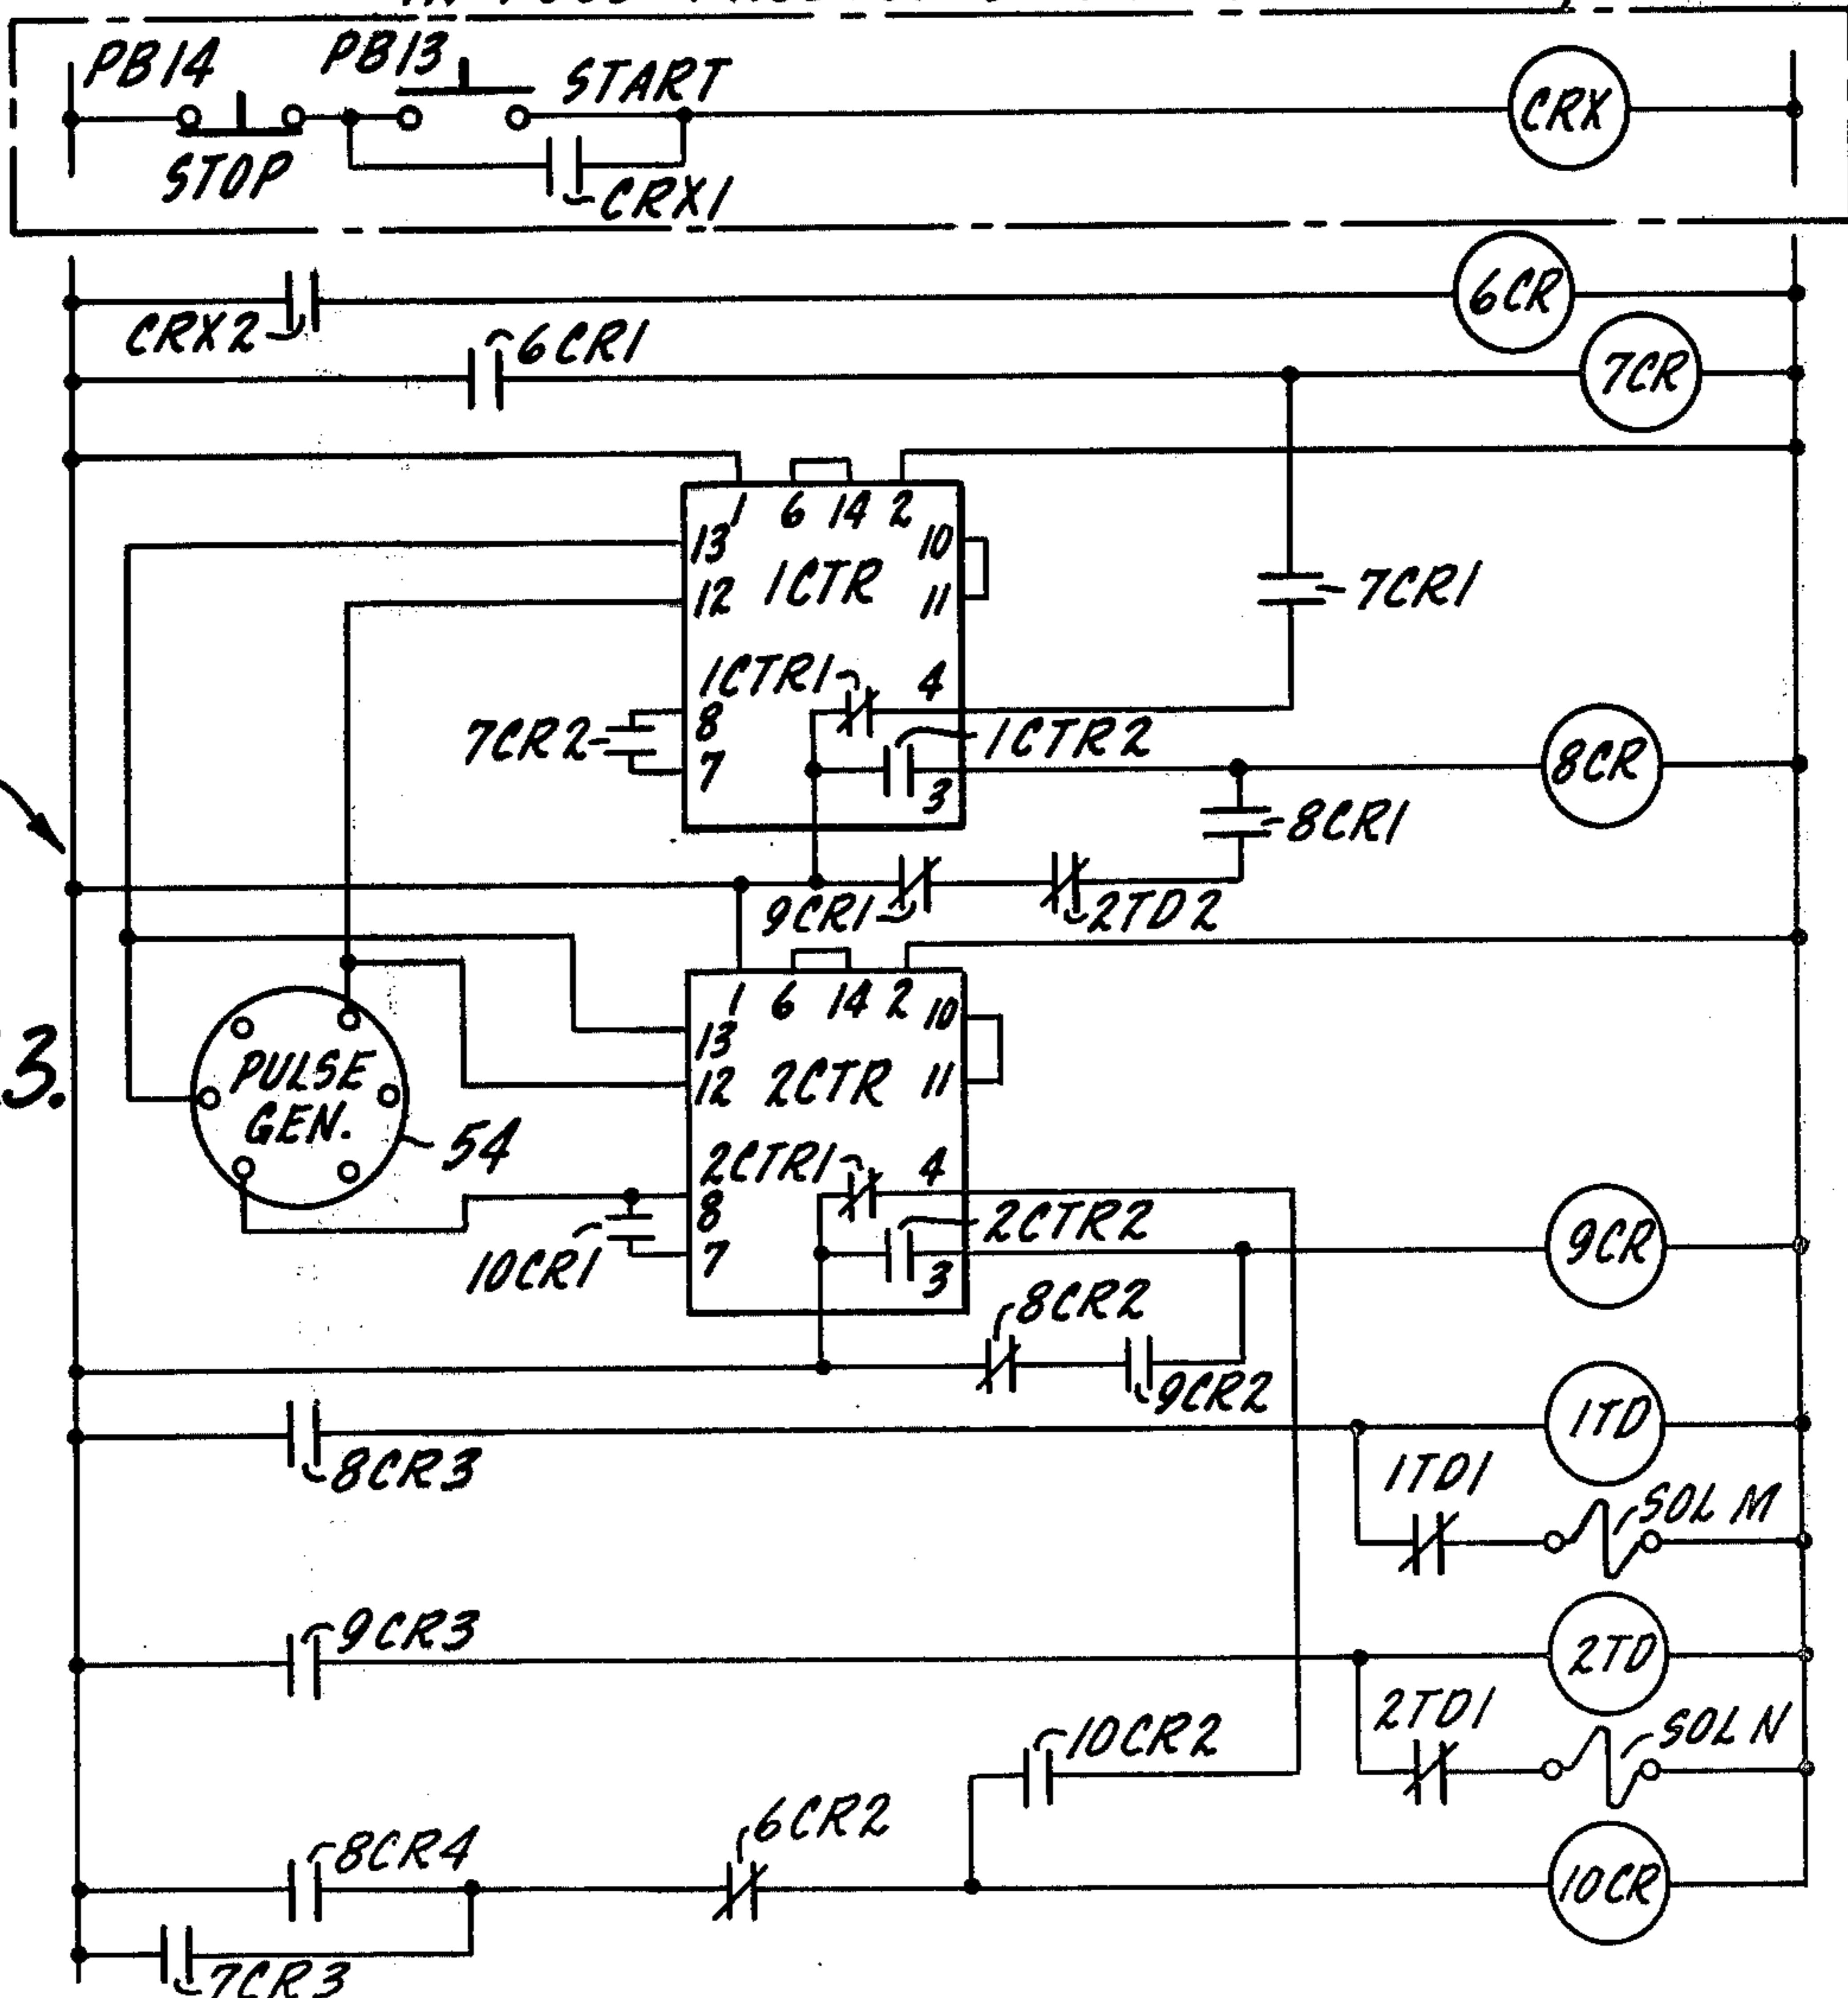 PB14
PB13
START
STOP
CRX1
CRX
CRX2
6CR
6CR1
7CR
1 6 14 2
13
10
12
1CTR
11
7CR1
1CTR1
4
8
7CR2
7
1CTR2
3
8CR
8CR1
9CR1
2TD2
1 6 14 2
10
13
12
2CTR
11
3.
PULSE
GEN.
54
2CTR1
4
8
10CR1
7
2CTR2
3
9CR
8CR2
9CR2
8CR3
1TD
1TD1
SOL M
9CR3
2TD
2TD1
SOL N
10CR2
8CR4
6CR2
10CR
7CR3